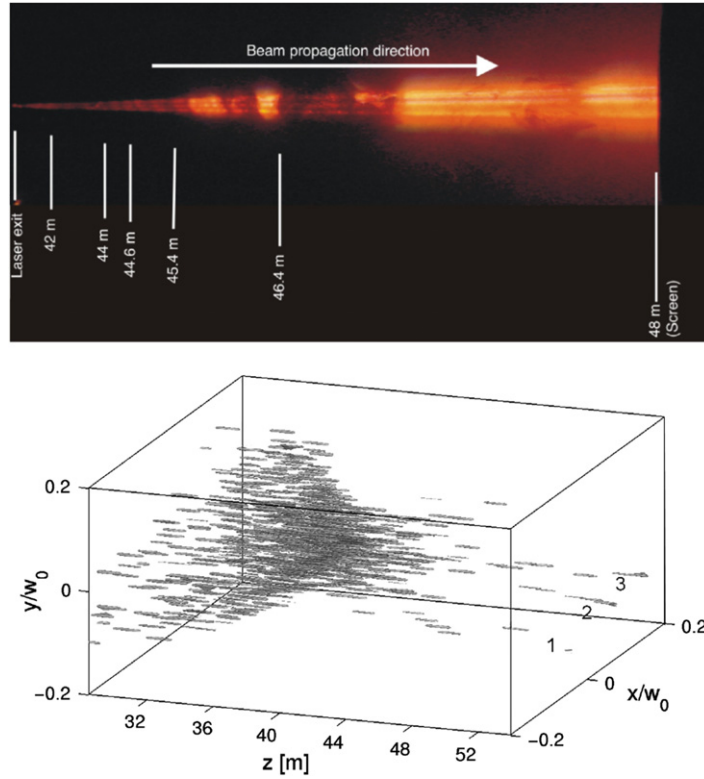 Beam propagation direction
Laser exit
42 m
44 m
44.6 m
45.4 m
46.4 m
48 m
(Screen)
0.2
y/w0
0
−0.2
32
36
40
44
48
52
z [m]
−0.2
0
0.2
x/w0
1
2
3